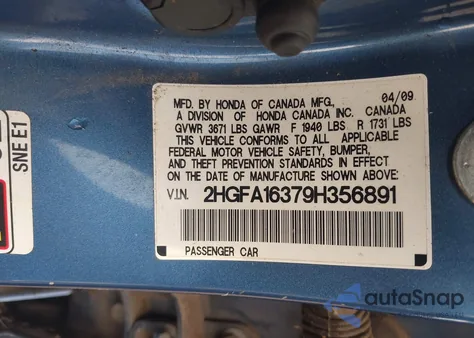 SNE E1
MFD. BY HONDA OF CANADA MFG., 04/09
A DIVISION OF HONDA CANADA INC. CANADA
GVWR 3671 LBS GAWR F 1940 LBS R 1731 LBS
THIS VEHICLE CONFORMS TO ALL APPLICABLE
FEDERAL MOTOR VEHICLE SAFETY, BUMPER,
AND THEFT PREVENTION STANDARDS IN EFFECT
ON THE DATE OF MANUFACTURE SHOWN ABOVE:
V.I.N. 2HGFA16379H356891
PASSENGER CAR
autoSnap